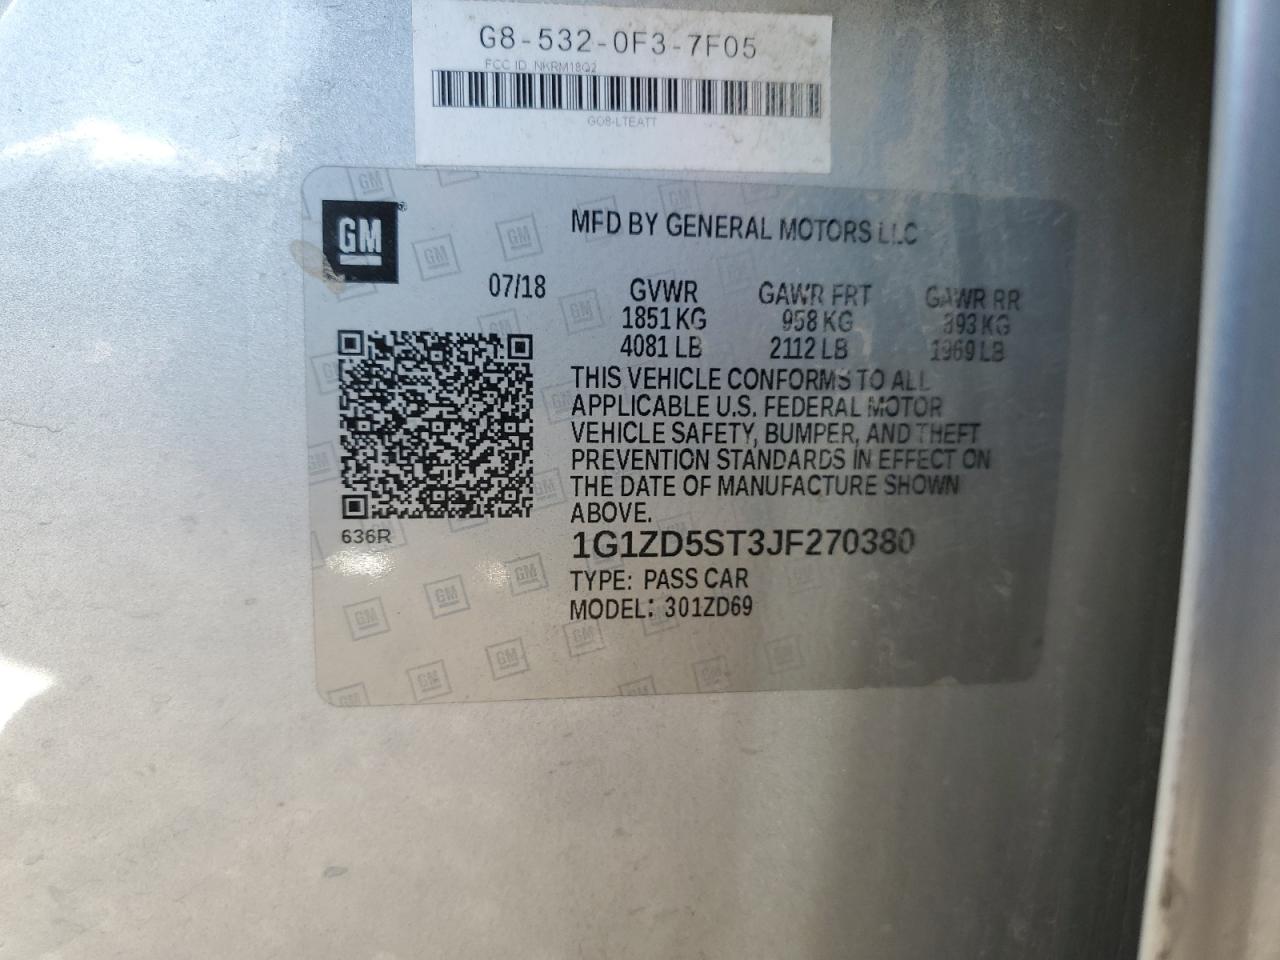 G8-532-0F3-7F05
FCC ID NKRM18Q2
GO8-LTEATT
GM
MFD BY GENERAL MOTORS LLC
07/18 GVWR GAWR FRT GAWR RR
1851 KG 958 KG 893 KG
4081 LB 2112 LB 1969 LB
THIS VEHICLE CONFORMS TO ALL
APPLICABLE U.S. FEDERAL MOTOR
VEHICLE SAFETY, BUMPER, AND THEFT
PREVENTION STANDARDS IN EFFECT ON
THE DATE OF MANUFACTURE SHOWN
ABOVE.
636R
1G1ZD5ST3JF270380
TYPE: PASS CAR
MODEL: 301ZD69